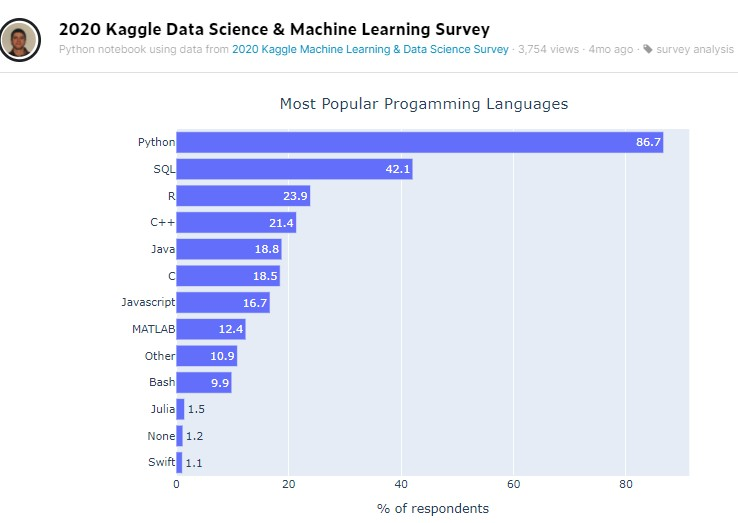 2020 Kaggle Data Science & Machine Learning Survey
Python notebook using data from 2020 Kaggle Machine Learning & Data Science Survey · 3,754 views · 4mo ago · survey analysis
Most Popular Progamming Languages
Python 86.7
SQL 42.1
R 23.9
C++ 21.4
Java 18.8
C 18.5
Javascript 16.7
MATLAB 12.4
Other 10.9
Bash 9.9
Julia 1.5
None 1.2
Swift 1.1
0 20 40 60 80
% of respondents